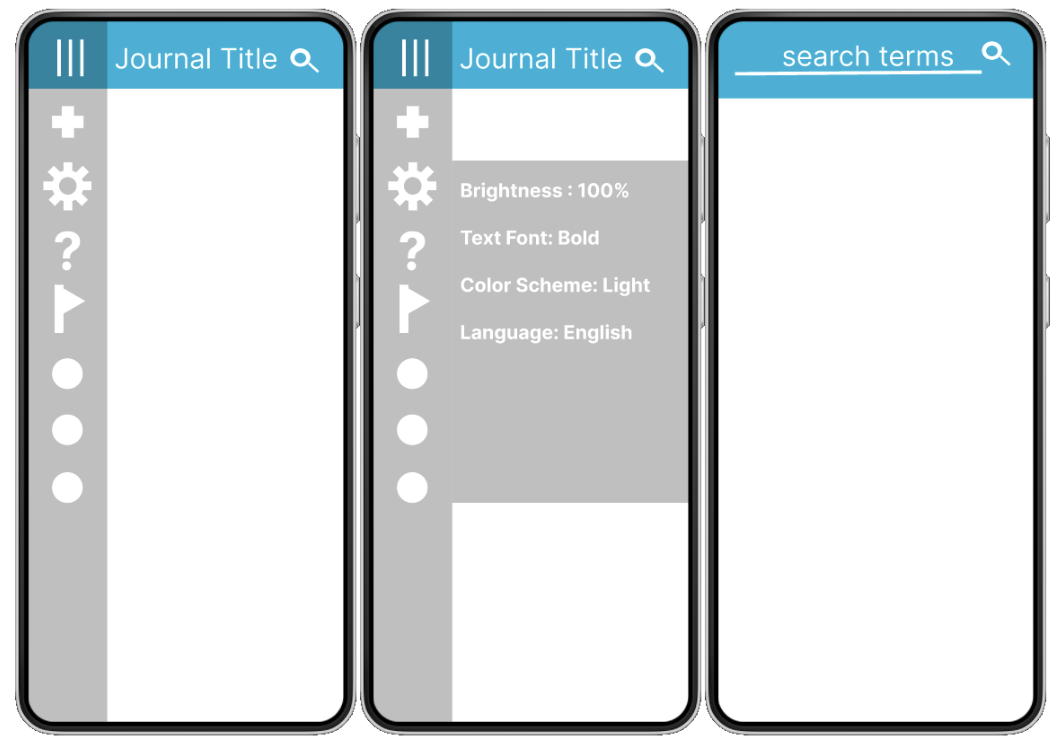 Journal Title
Journal Title
Brightness : 100%
Text Font: Bold
Color Scheme: Light
Language: English
search terms